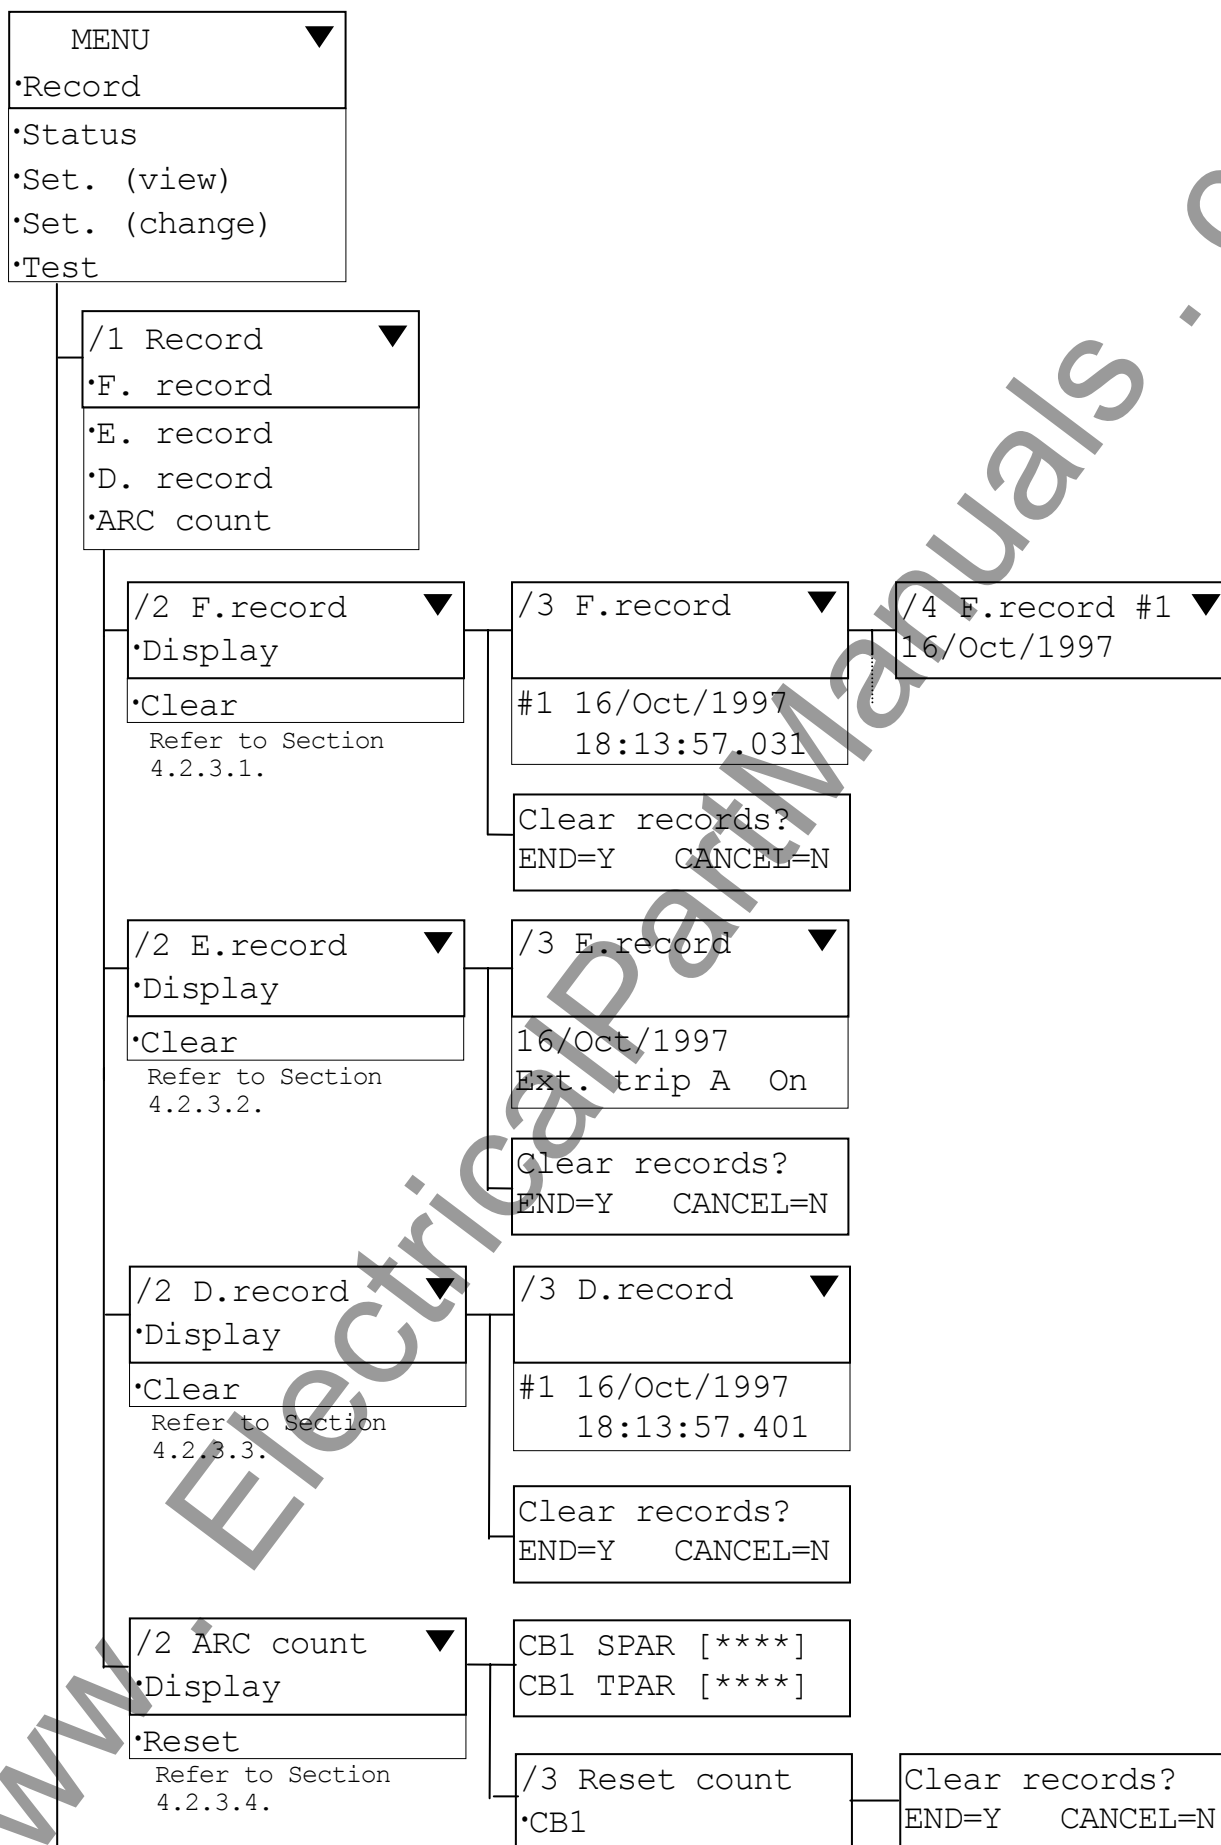 MENU ▼
·Record
·Status
·Set. (view)
·Set. (change)
·Test
/1 Record ▼
·F. record
·E. record
·D. record
·ARC count
/2 F.record ▼
·Display
·Clear
Refer to Section
4.2.3.1.
/3 F.record ▼
#1 16/Oct/1997
18:13:57.031
/4 F.record #1 ▼
16/Oct/1997
Clear records?
END=Y CANCEL=N
/2 E.record ▼
·Display
·Clear
Refer to Section
4.2.3.2.
/3 E.record ▼
16/Oct/1997
Ext. trip A On
Clear records?
END=Y CANCEL=N
/2 D.record ▼
·Display
·Clear
Refer to Section
4.2.3.3.
/3 D.record ▼
#1 16/Oct/1997
18:13:57.401
Clear records?
END=Y CANCEL=N
/2 ARC count ▼
·Display
·Reset
Refer to Section
4.2.3.4.
CB1 SPAR [****]
CB1 TPAR [****]
/3 Reset count
·CB1
Clear records?
END=Y CANCEL=N
ww . ElectricalPartManuals .